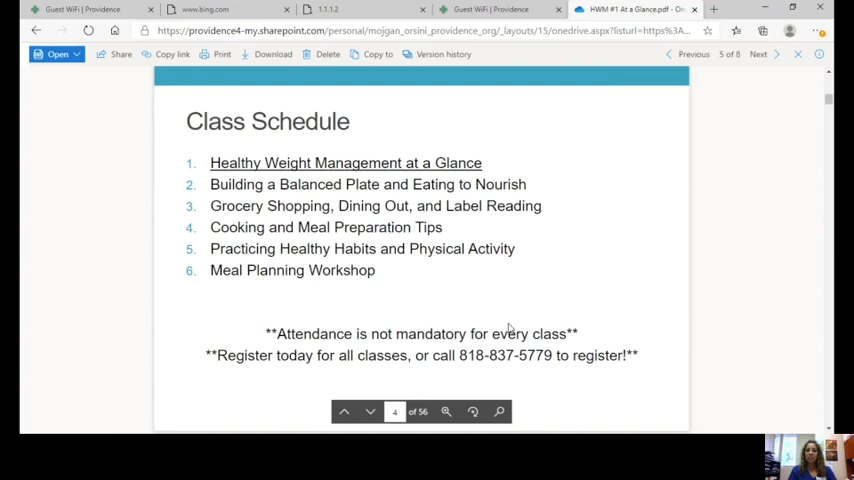 Guest WiFi | Providence
www.bing.com
1.1.1.2
Guest WiFi | Providence
HWM #1 At a Glance.pdf - On
https://providence4-my.sharepoint.com/personal/mojgan_orsini_providence_org/_layouts/15/onedrive.aspx?listurl=https%3A...
Open Share Copy link Print Download Delete Copy to Version history Previous 5 of 8 Next
Class Schedule
1. Healthy Weight Management at a Glance
2. Building a Balanced Plate and Eating to Nourish
3. Grocery Shopping, Dining Out, and Label Reading
4. Cooking and Meal Preparation Tips
5. Practicing Healthy Habits and Physical Activity
6. Meal Planning Workshop
**Attendance is not mandatory for every class**
**Register today for all classes, or call 818-837-5779 to register!**
4 of 56